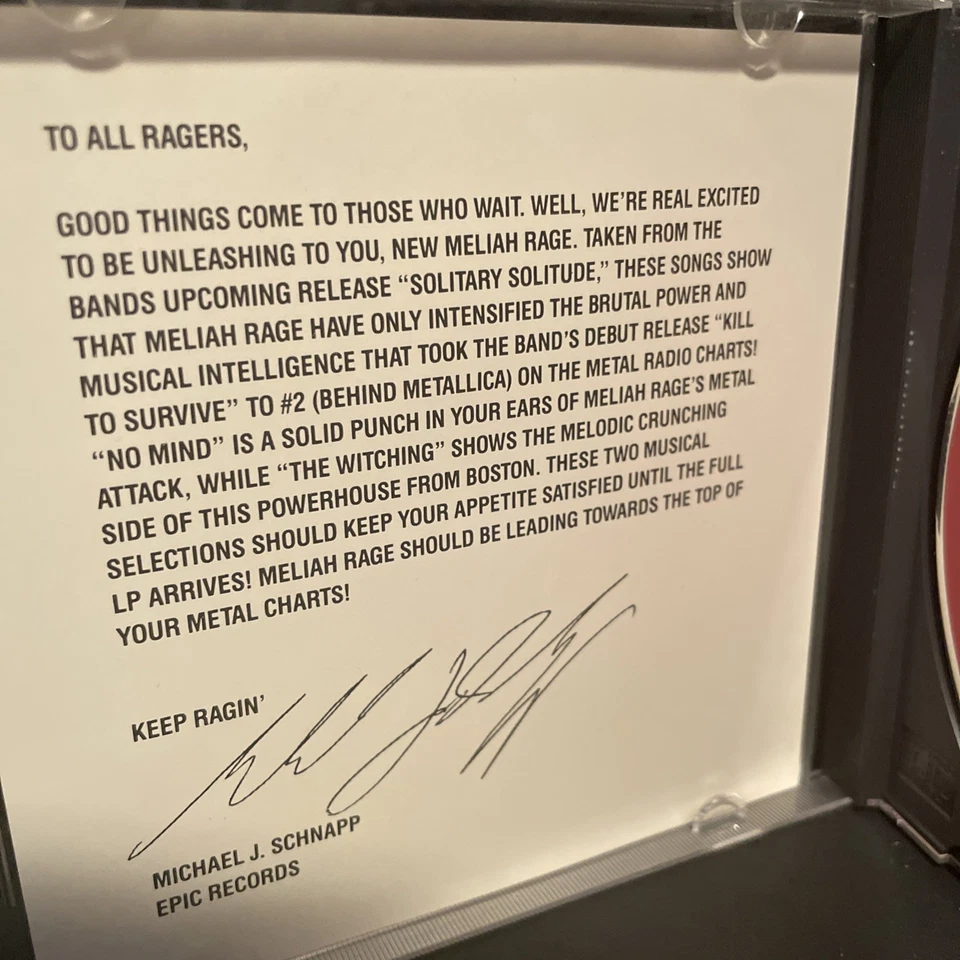 TO ALL RAGERS,
GOOD THINGS COME TO THOSE WHO WAIT. WELL, WE'RE REAL EXCITED
TO BE UNLEASHING TO YOU, NEW MELIAH RAGE. TAKEN FROM THE
BANDS UPCOMING RELEASE “SOLITARY SOLITUDE,” THESE SONGS SHOW
THAT MELIAH RAGE HAVE ONLY INTENSIFIED THE BRUTAL POWER AND
MUSICAL INTELLIGENCE THAT TOOK THE BAND'S DEBUT RELEASE “KILL
TO SURVIVE” TO #2 (BEHIND METALLICA) ON THE METAL RADIO CHARTS!
“NO MIND” IS A SOLID PUNCH IN YOUR EARS OF MELIAH RAGE'S METAL
ATTACK, WHILE “THE WITCHING” SHOWS THE MELODIC CRUNCHING
SIDE OF THIS POWERHOUSE FROM BOSTON. THESE TWO MUSICAL
SELECTIONS SHOULD KEEP YOUR APPETITE SATISFIED UNTIL THE FULL
LP ARRIVES! MELIAH RAGE SHOULD BE LEADING TOWARDS THE TOP OF
YOUR METAL CHARTS!
KEEP RAGIN'
MICHAEL J. SCHNAPP
EPIC RECORDS